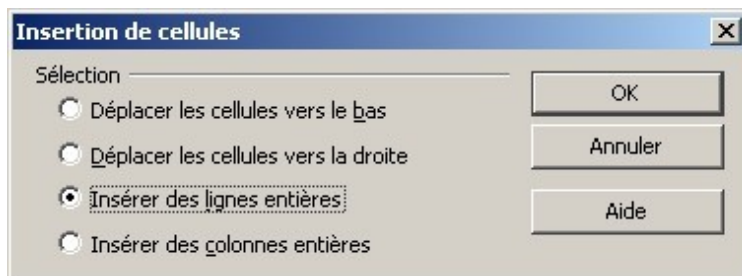 Insertion de cellules
Sélection
Déplacer les cellules vers le bas
Déplacer les cellules vers la droite
Insérer des lignes entières
Insérer des colonnes entières
OK
Annuler
Aide